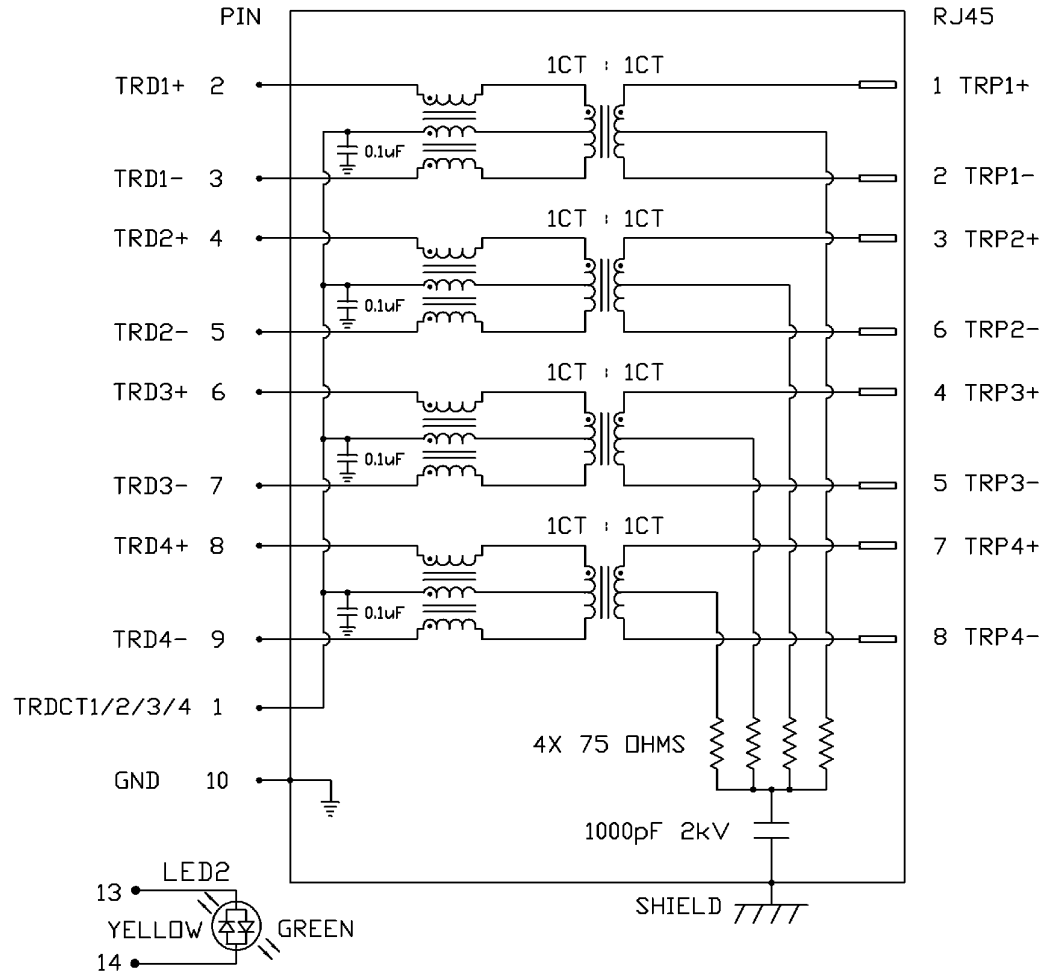 PIN RJ45
1CT : 1CT
TRD1+ 2 1 TRP1+
0.1uF
TRD1- 3 2 TRP1-
1CT : 1CT
TRD2+ 4 3 TRP2+
0.1uF
TRD2- 5 6 TRP2-
1CT : 1CT
TRD3+ 6 4 TRP3+
0.1uF
TRD3- 7 5 TRP3-
1CT : 1CT
TRD4+ 8 7 TRP4+
0.1uF
TRD4- 9 8 TRP4-
TRDCT1/2/3/4 1
4X 75 OHMS
GND 10
1000pF 2kV
LED2
13
SHIELD
YELLOW GREEN
14